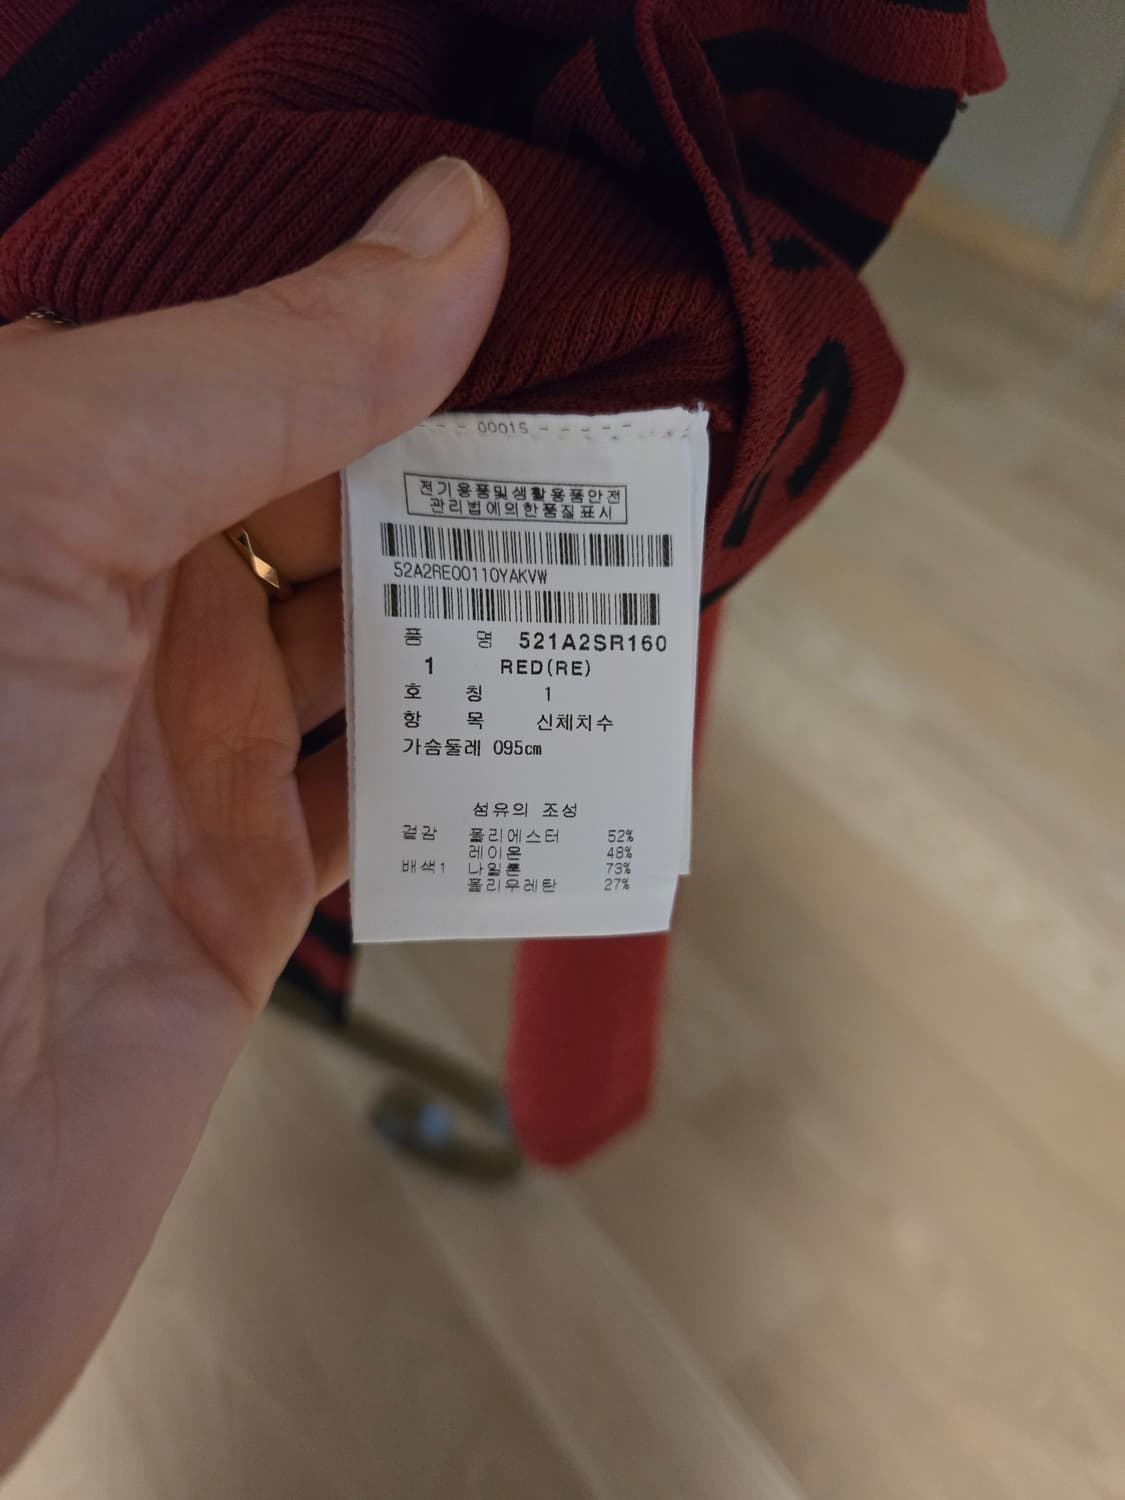 00015
전기용품및생활용품안전
관리법에의한품질표시
52A2RE00110YAKVW
품 명 521A2SR160
1 RED(RE)
호 칭 1
항 목 신체치수
가슴둘레 095cm
섬유의 조성
겉감 폴리에스터 52%
레이온 48%
배색1 나일론 73%
폴리우레탄 27%